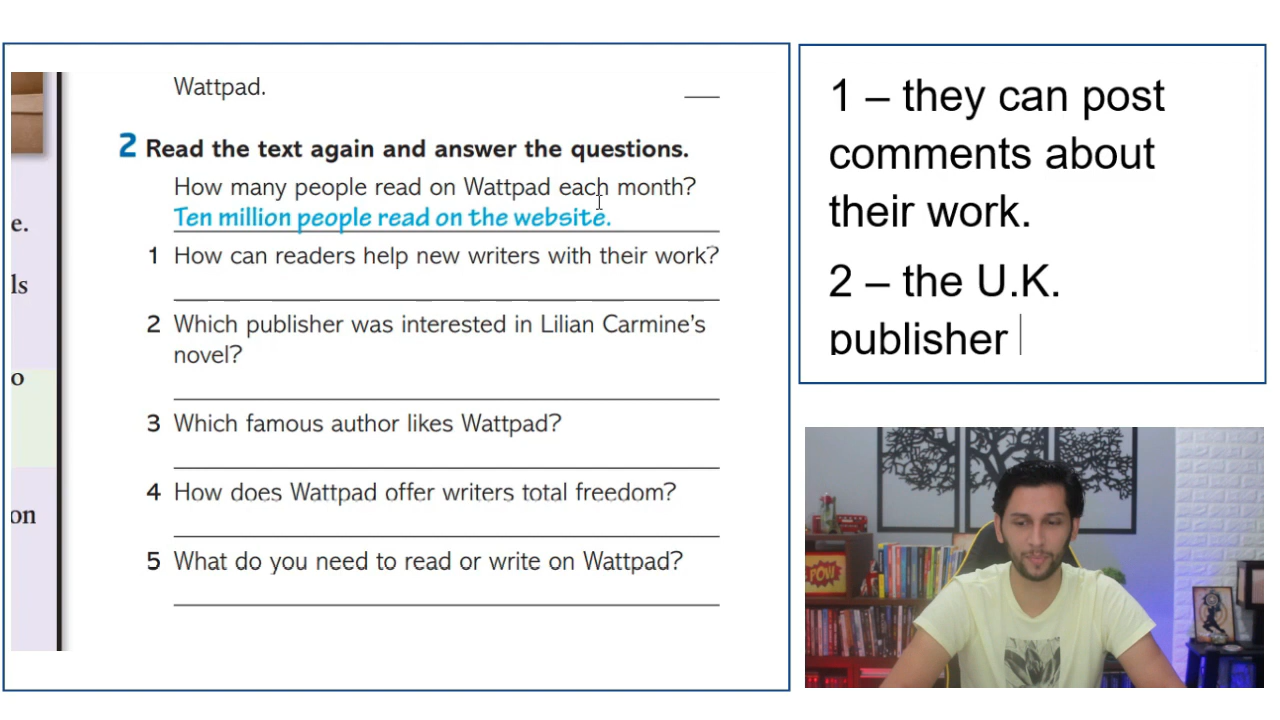 Wattpad.
2 Read the text again and answer the questions.
How many people read on Wattpad each month?
Ten million people read on the website.
1 How can readers help new writers with their work?
2 Which publisher was interested in Lilian Carmine's
novel?
3 Which famous author likes Wattpad?
4 How does Wattpad offer writers total freedom?
5 What do you need to read or write on Wattpad?
e.
ls
o
on
1 – they can post
comments about
their work.
2 – the U.K.
publisher
POW!